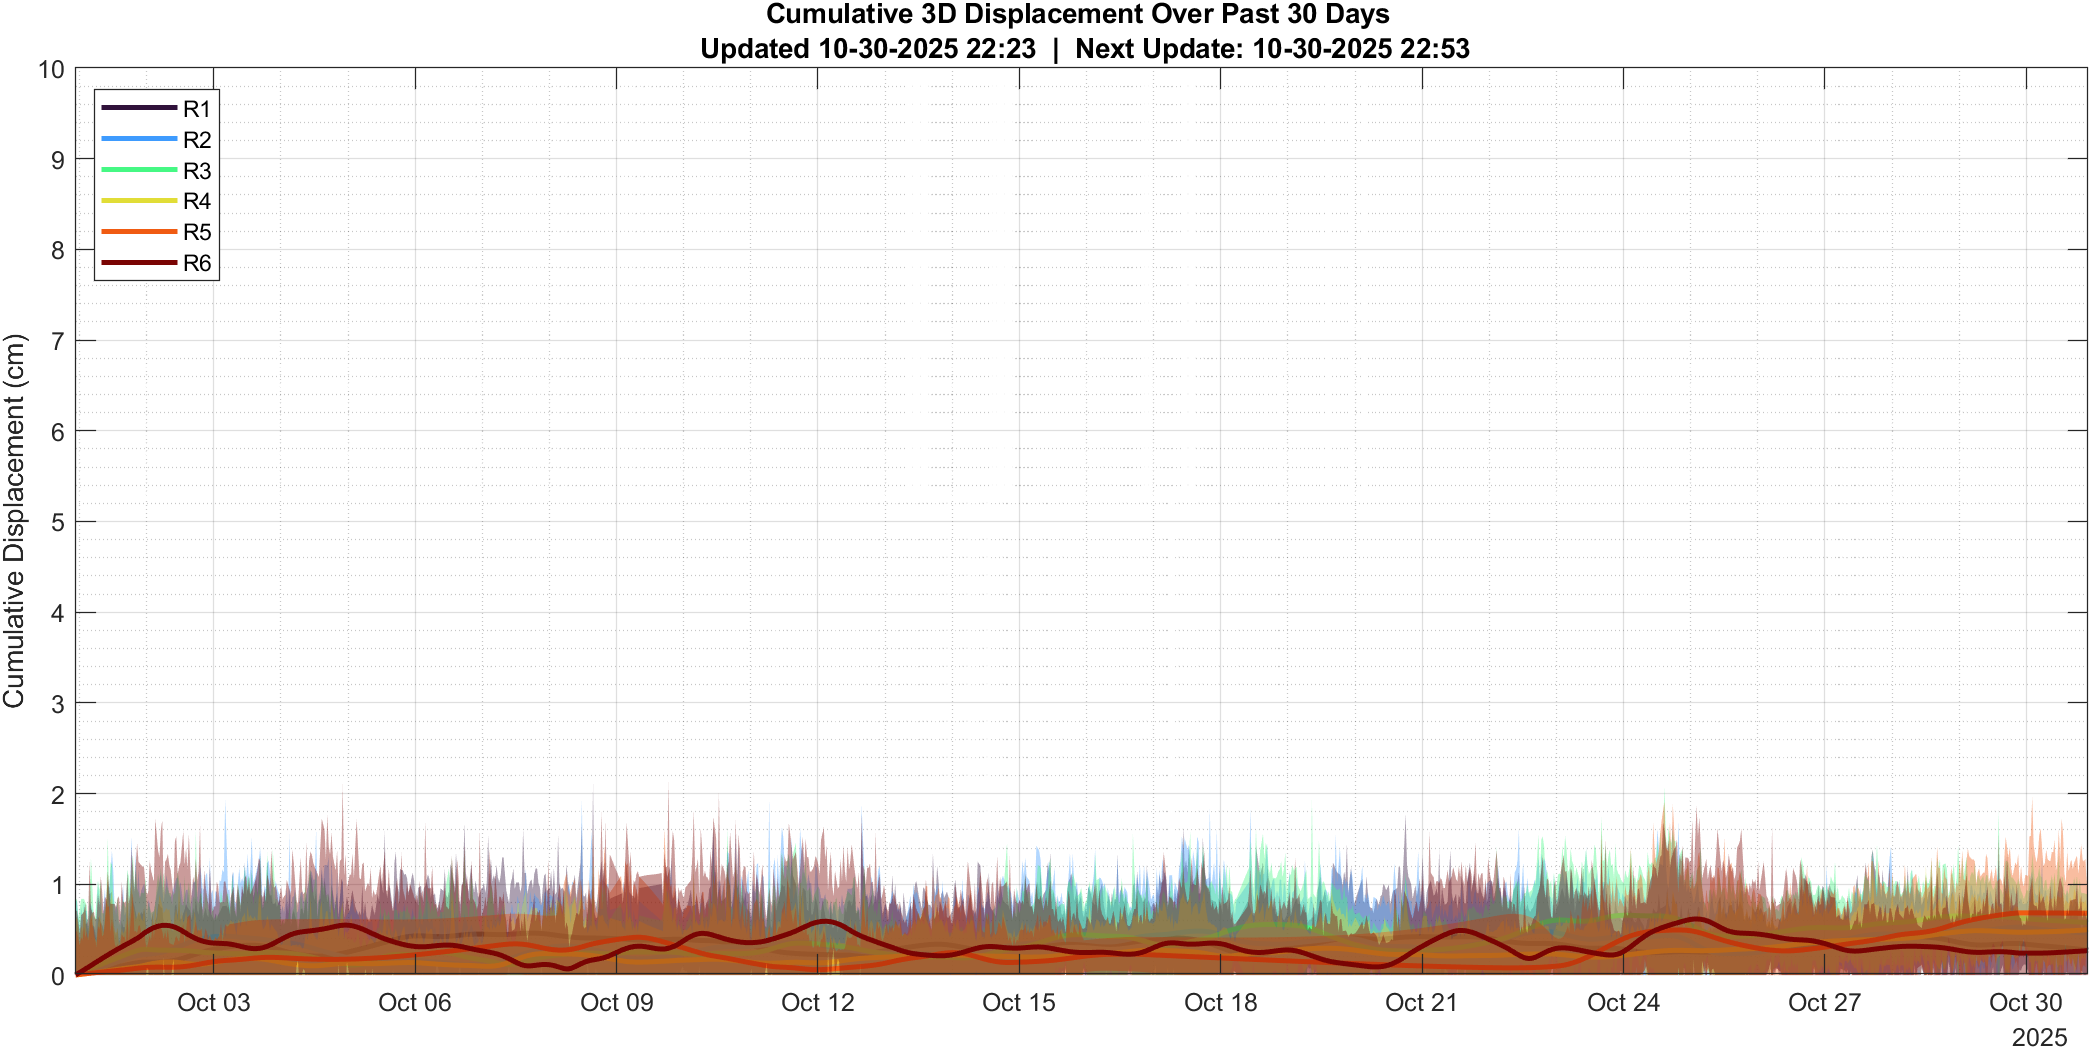 Cumulative 3D Displacement Over Past 30 Days
Updated 10-30-2025 22:23 | Next Update: 10-30-2025 22:53
Cumulative Displacement (cm)
10
9
8
7
6
5
4
3
2
1
0
R1
R2
R3
R4
R5
R6
Oct 03 Oct 06 Oct 09 Oct 12 Oct 15 Oct 18 Oct 21 Oct 24 Oct 27 Oct 30
2025